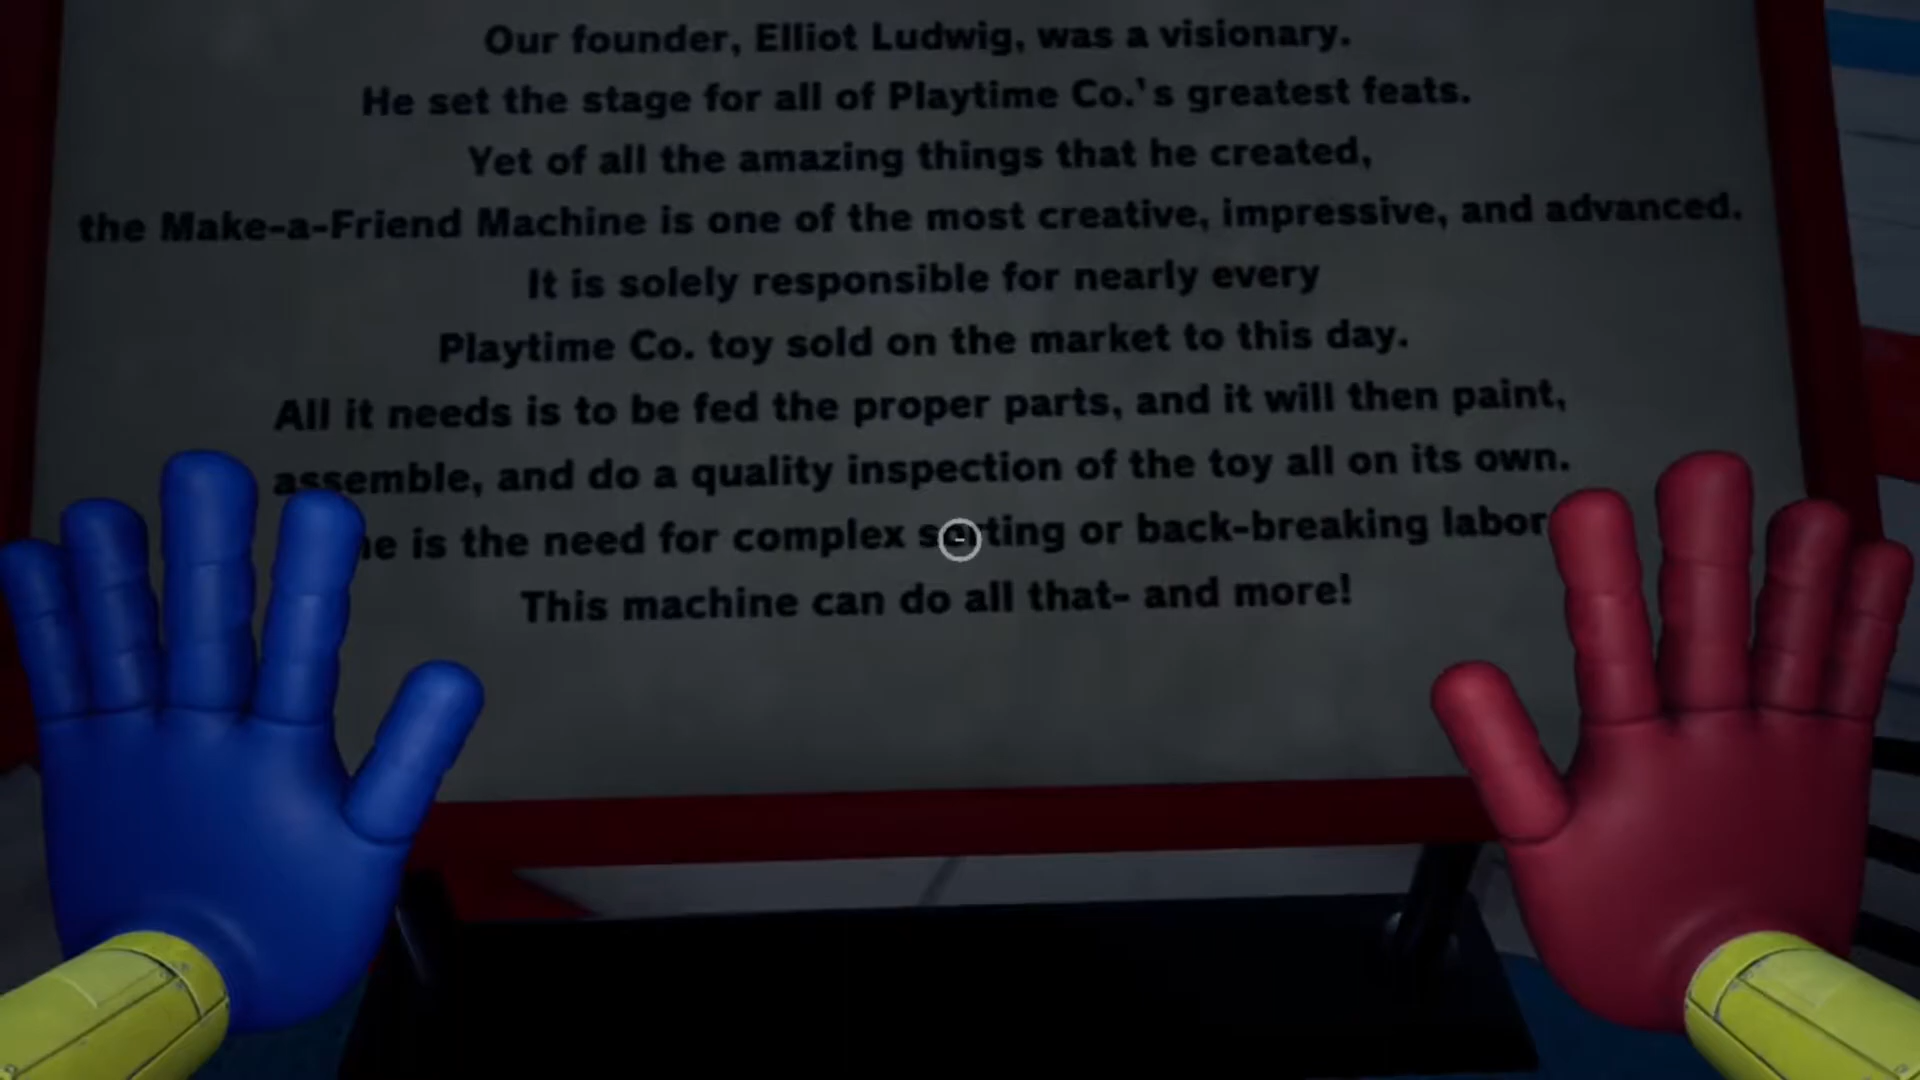 Our founder, Elliot Ludwig, was a visionary.
He set the stage for all of Playtime Co.'s greatest feats.
Yet of all the amazing things that he created,
the Make-a-Friend Machine is one of the most creative, impressive, and advanced.
It is solely responsible for nearly every
Playtime Co. toy sold on the market to this day.
All it needs is to be fed the proper parts, and it will then paint,
assemble, and do a quality inspection of the toy all on its own.
is the need for complex sorting or back-breaking labor
This machine can do all that- and more!